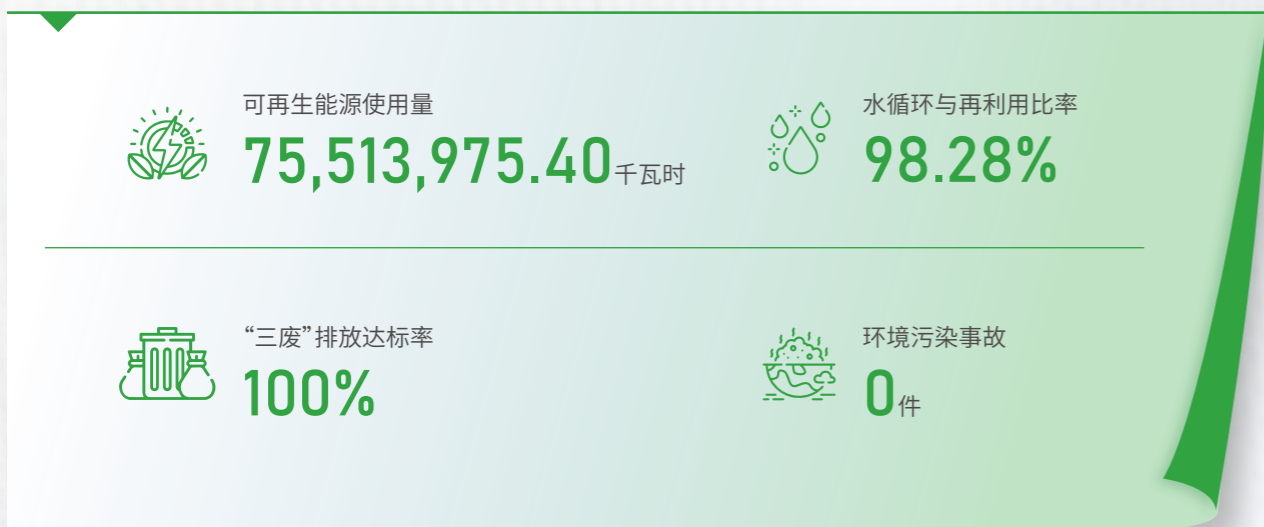 可再生能源使用量
75,513,975.40千瓦时
水循环与再利用比率
98.28%
“三废”排放达标率
100%
环境污染事故
0件